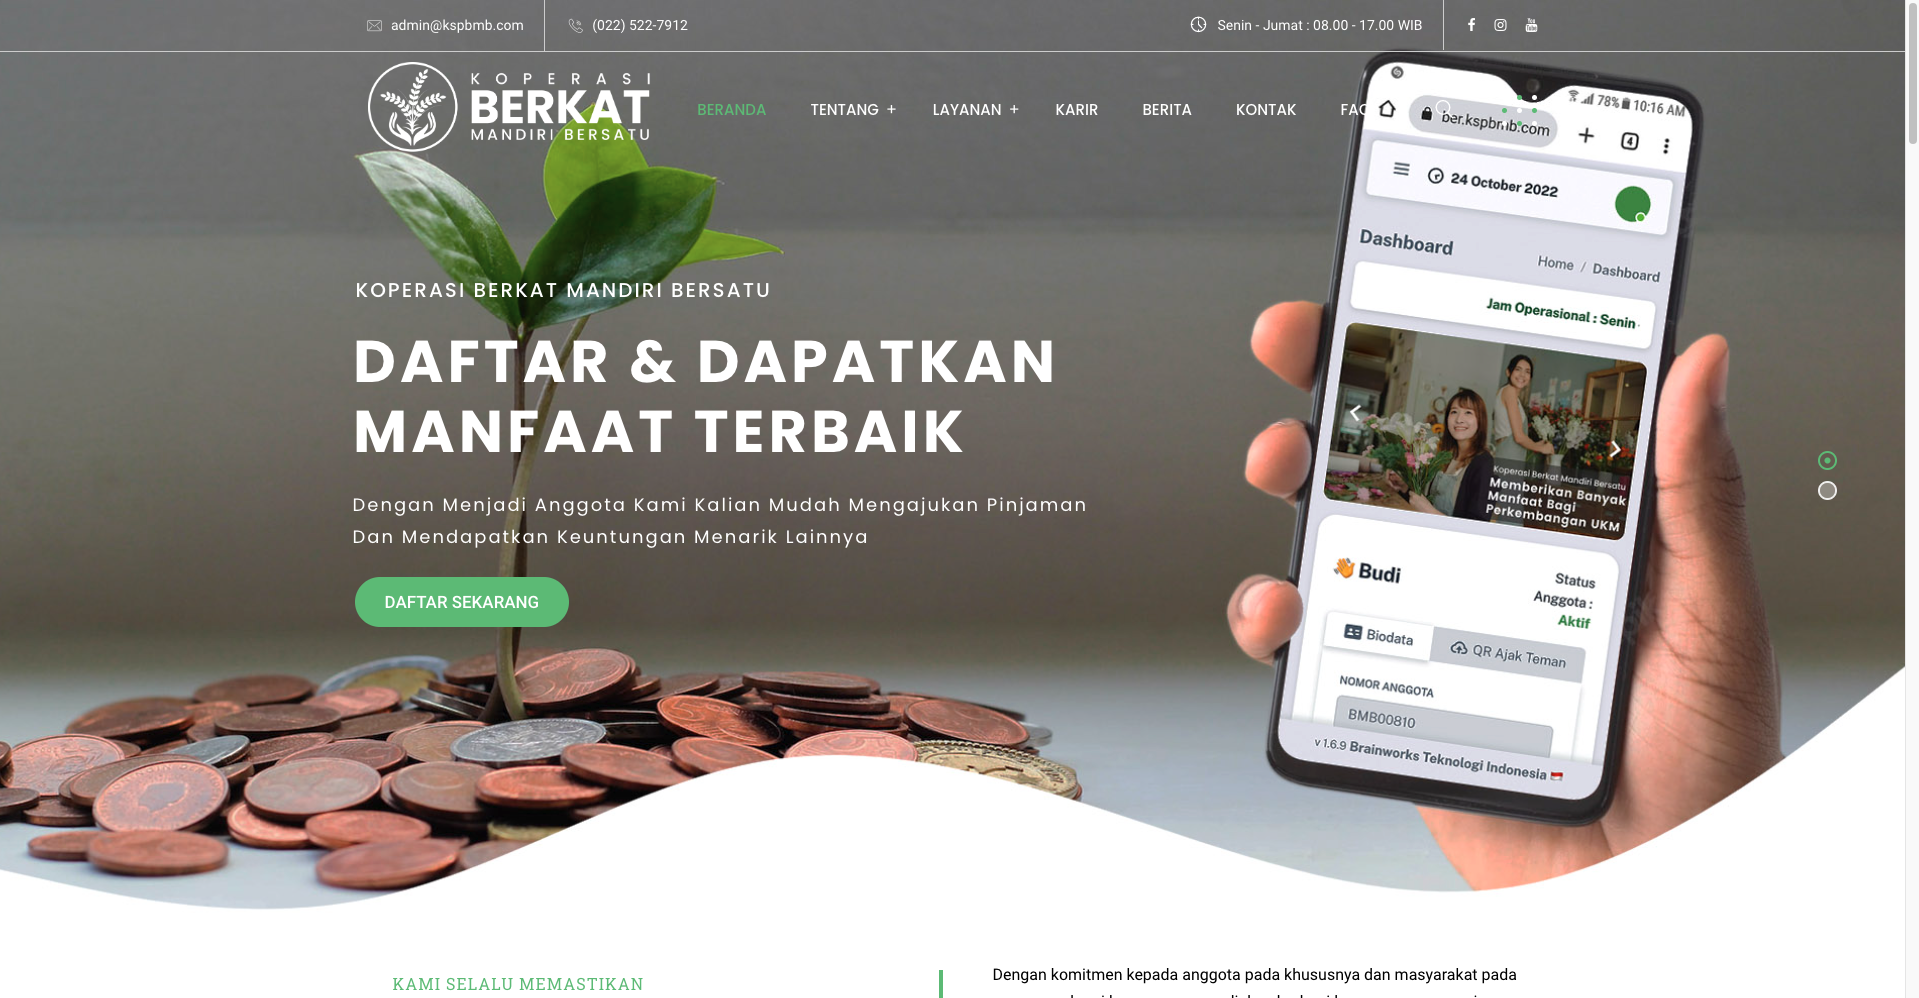 admin@kspbmb.com
(022) 522-7912
Senin - Jumat : 08.00 - 17.00 WIB
KOPERASI
BERKAT
MANDIRI BERSATU
BERANDA
TENTANG +
LAYANAN +
KARIR
BERITA
KONTAK
78% 10:16 AM
ber.kspbmb.com
4
24 October 2022
Dashboard
Home / Dashboard
Jam Operasional : Senin
KOPERASI BERKAT MANDIRI BERSATU
DAFTAR & DAPATKAN
MANFAAT TERBAIK
Dengan Menjadi Anggota Kami Kalian Mudah Mengajukan Pinjaman
Dan Mendapatkan Keuntungan Menarik Lainnya
DAFTAR SEKARANG
Koperasi Berkat Mandiri Bersatu
Memberikan Banyak
Manfaat Bagi
Perkembangan UKM
Budi
Status
Anggota :
Aktif
Biodata
QR Ajak Teman
NOMOR ANGGOTA
BMB00810
v 1.6.9 Brainworks Teknologi Indonesia
KAMI SELALU MEMASTIKAN
Dengan komitmen kepada anggota pada khususnya dan masyarakat pada